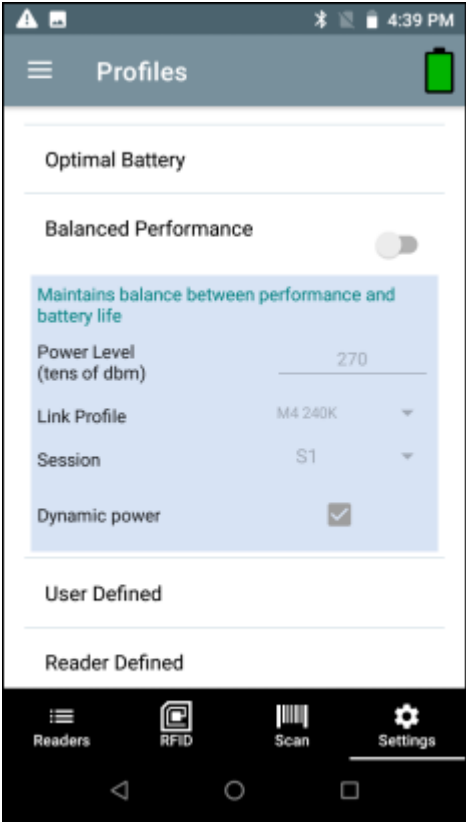 4:39 PM
Profiles
Optimal Battery
Balanced Performance
Maintains balance between performance and
battery life
Power Level
(tens of dbm)
270
Link Profile
M4 240K
Session
S1
Dynamic power
User Defined
Reader Defined
Readers
RFID
Scan
Settings